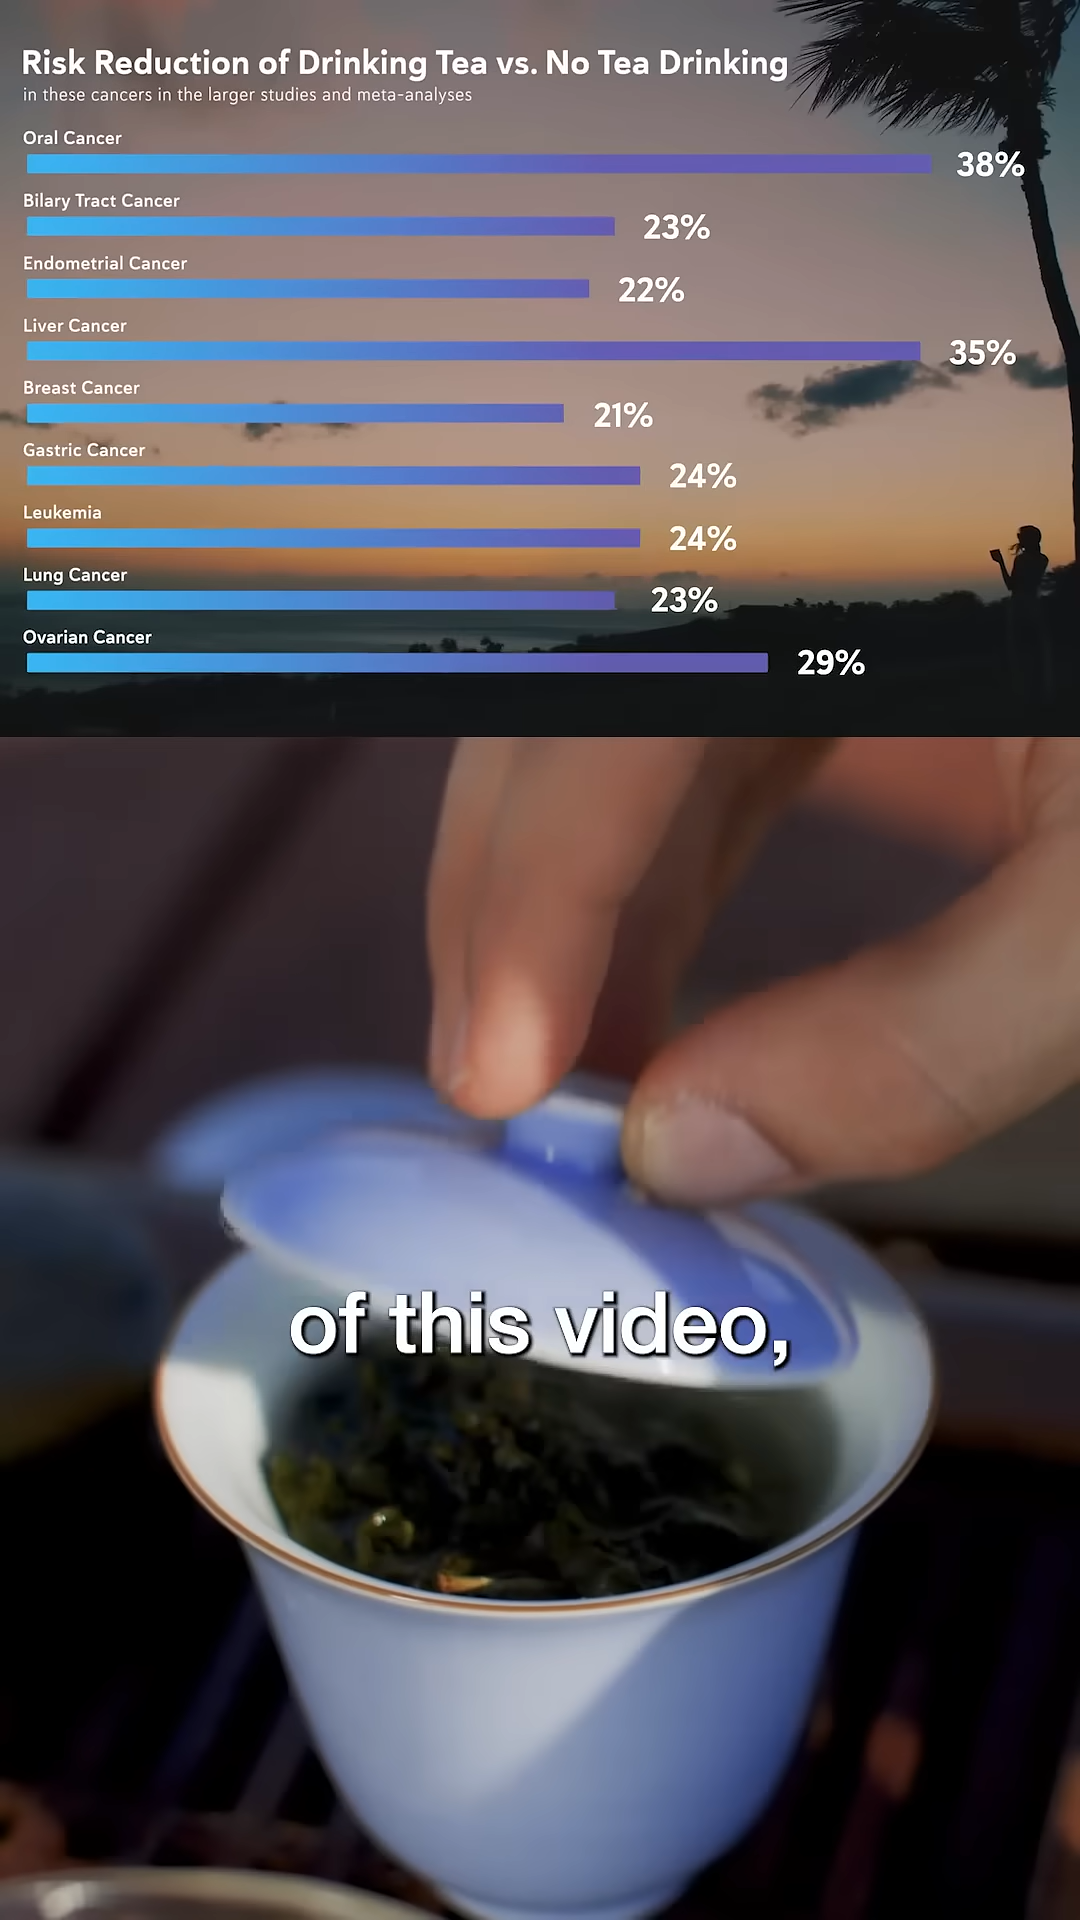 Risk Reduction of Drinking Tea vs. No Tea Drinking
in these cancers in the larger studies and meta-analyses
Oral Cancer
38%
Bilary Tract Cancer
23%
Endometrial Cancer
22%
Liver Cancer
35%
Breast Cancer
21%
Gastric Cancer
24%
Leukemia
24%
Lung Cancer
23%
Ovarian Cancer
29%
of this video,